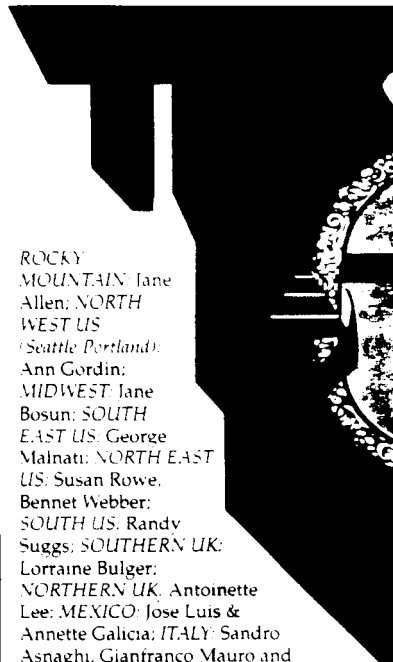 ROCKY
MOUNTAIN: Jane
Allen; NORTH
WEST US
(Seattle Portland):
Ann Gordin;
MIDWEST: Jane
Bosun; SOUTH
EAST US: George
Malnati; NORTH EAST
US: Susan Rowe,
Bennet Webber;
SOUTH US: Randy
Suggs; SOUTHERN UK:
Lorraine Bulger;
NORTHERN UK: Antoinette
Lee; MEXICO: Jose Luis &
Annette Galicia; ITALY: Sandro
Asnaghi, Gianfranco Mauro and